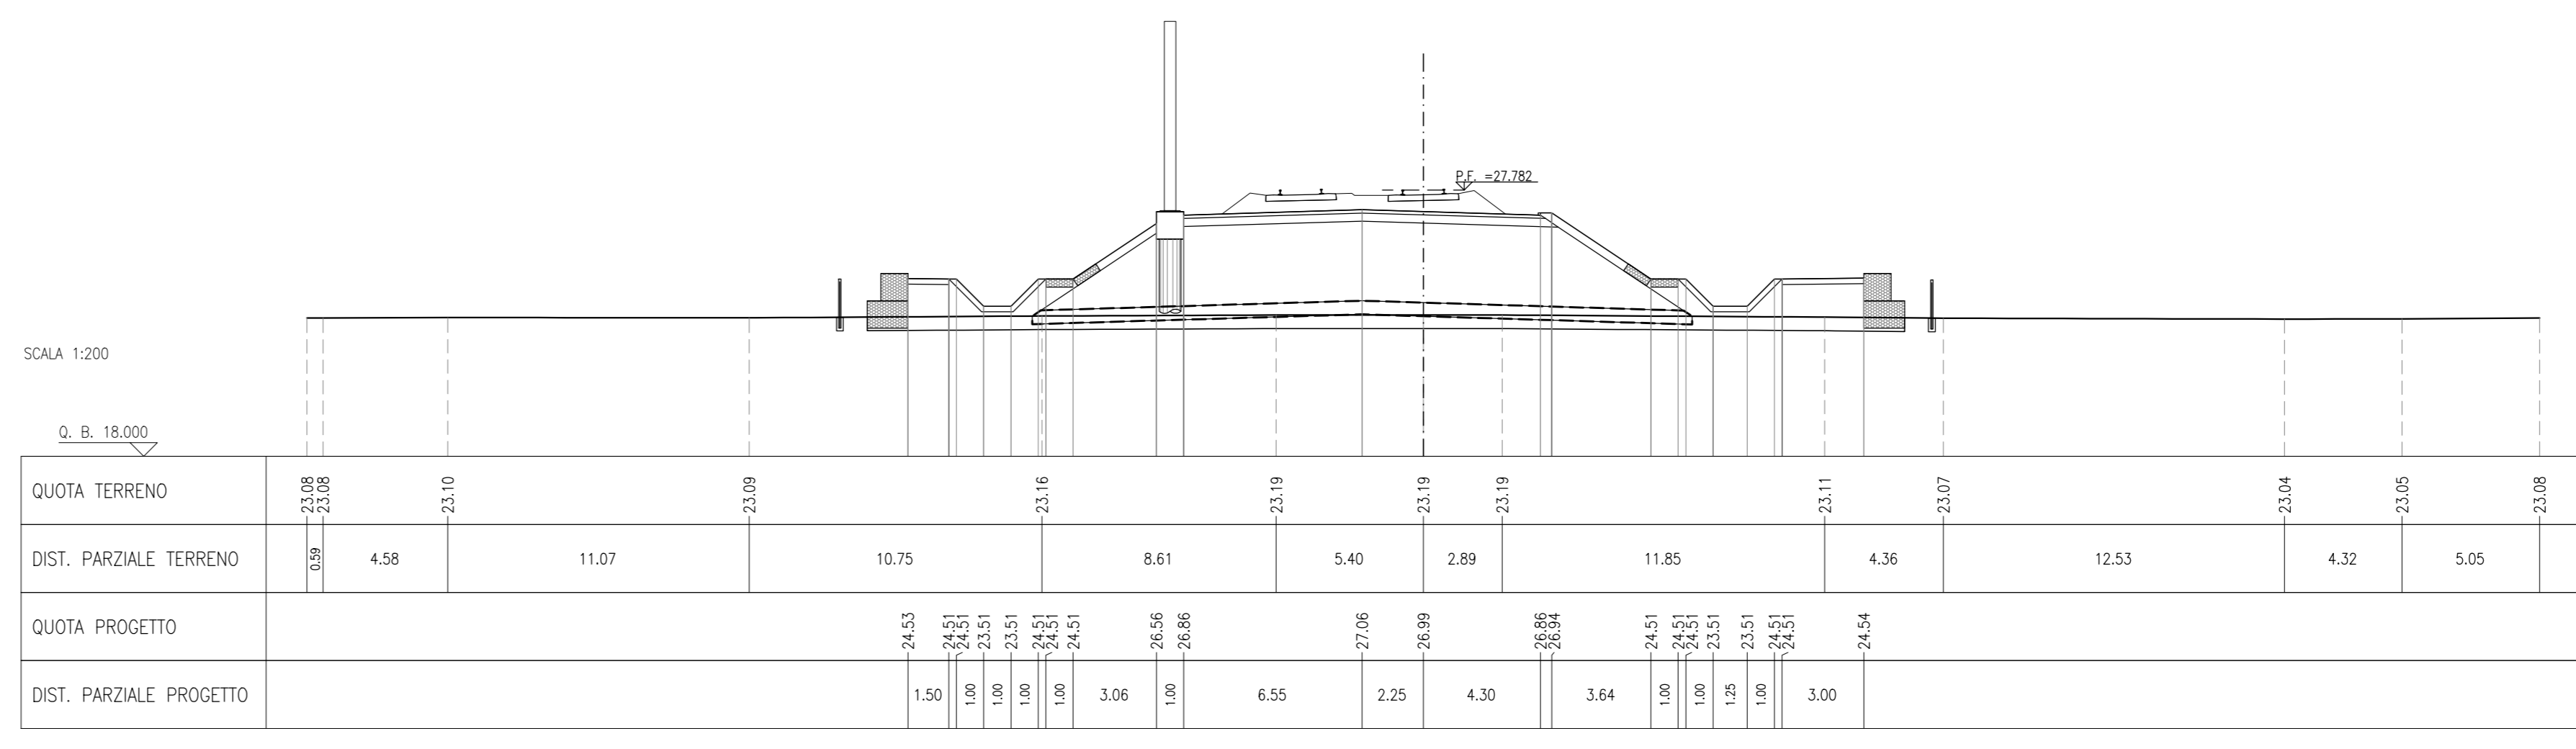 P.F. =27.782
SCALA 1:200
Q. B. 18.000
QUOTA TERRENO 23.08 23.08 23.10 23.09 23.16 23.19 23.19 23.19 23.11 23.07 23.04 23.05 23.08
DIST. PARZIALE TERRENO 0.59 4.58 11.07 10.75 8.61 5.40 2.89 11.85 4.36 12.53 4.32 5.05
QUOTA PROGETTO 24.53 24.51 24.51 23.51 23.51 24.51 24.51 24.51 26.56 26.86 27.06 26.99 26.86 26.94 24.51 24.51 24.51 23.51 23.51 24.51 24.51 24.54
DIST. PARZIALE PROGETTO 1.50 1.00 1.00 1.00 1.00 3.06 1.00 6.55 2.25 4.30 3.64 1.00 1.00 1.25 1.00 3.00